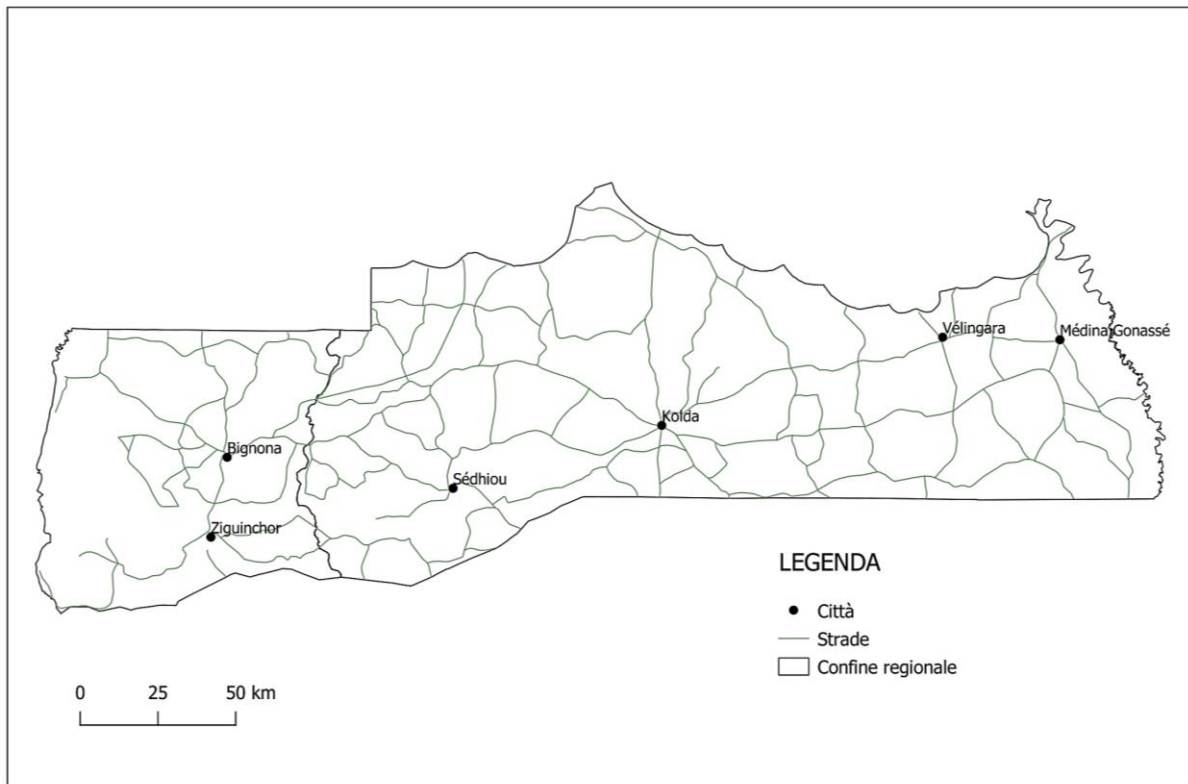 Vélingara
Médina Gonassé
Kolda
Bignona
Sédhiou
Ziguinchor
LEGENDA
Città
Strade
Confine regionale
0 25 50 km